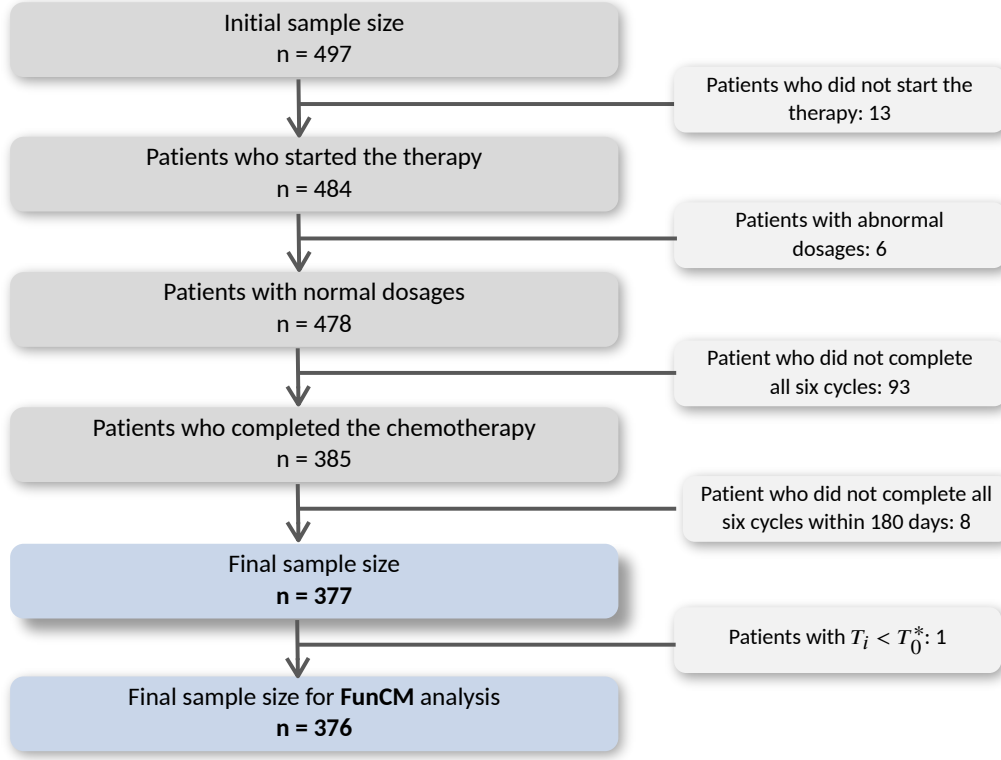 Initial sample size
n = 497
Patients who did not start the
therapy: 13
Patients who started the therapy
n = 484
Patients with abnormal
dosages: 6
Patients with normal dosages
n = 478
Patient who did not complete
all six cycles: 93
Patients who completed the chemotherapy
n = 385
Patient who did not complete all
six cycles within 180 days: 8
Final sample size
n = 377
Patients with T_i < T_0^*: 1
Final sample size for FunCM analysis
n = 376